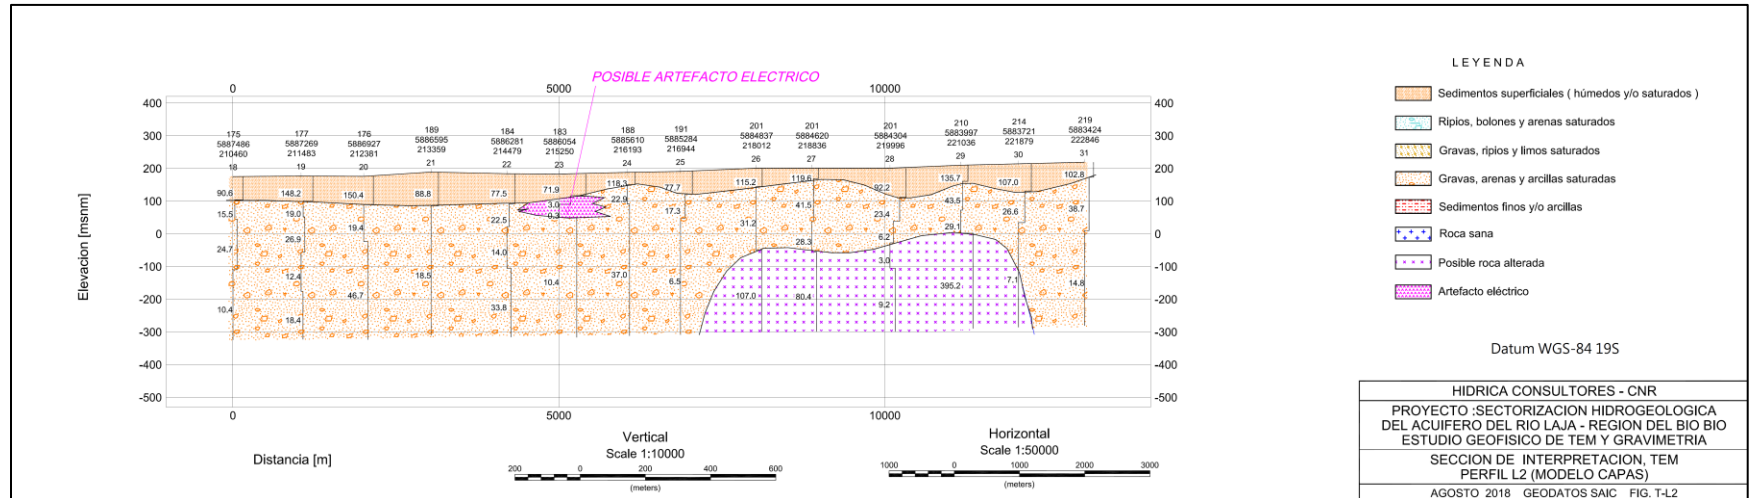 POSIBLE ARTEFACTO ELECTRICO
0 5000 10000
400 400
300 300
200 200
100 100
0 0
-100 -100
-200 -200
-300 -300
-400 -400
-500 -500
0 5000 10000
Elevacion [msnm]
Distancia [m]
175 177 176 189 184 183 188 191 201 201 201 210 214 219
5887486 5887269 5886927 5886595 5886281 5886054 5885610 5885284 5884837 5884620 5884304 5883997 5883721 5883424
210460 211483 212381 213359 214479 215250 216193 216944 218012 218836 219996 221036 221879 222846
18 19 20 21 22 23 24 25 26 27 28 29 30 31
90.6 148.2 150.4 88.8 77.5 71.9 118.3 77.7 115.2 119.6 92.2 135.7 107.0 102.8
15.5 19.0 19.4 22.5 3.0 22.9 17.3 31.2 41.5 23.4 43.5 26.6 38.7
0.3
24.7 26.9 14.0 28.3 6.2 29.1
12.4 18.5 10.4 37.0 6.5 3.0 7.1 14.8
10.4 46.7 33.8 107.0 80.4 9.2 395.2
18.4
Vertical
Scale 1:10000
200 0 200 400 600
(meters)
Horizontal
Scale 1:50000
1000 0 1000 2000 3000
(meters)
LEYENDA
Sedimentos superficiales ( húmedos y/o saturados )
Ripios, bolones y arenas saturados
Gravas, ripios y limos saturados
Gravas, arenas y arcillas saturadas
Sedimentos finos y/o arcillas
Roca sana
Posible roca alterada
Artefacto eléctrico
Datum WGS-84 19S
HIDRICA CONSULTORES - CNR
PROYECTO :SECTORIZACION HIDROGEOLOGICA
DEL ACUIFERO DEL RIO LAJA - REGION DEL BIO BIO
ESTUDIO GEOFISICO DE TEM Y GRAVIMETRIA
SECCION DE INTERPRETACION, TEM
PERFIL L2 (MODELO CAPAS)
AGOSTO 2018 GEODATOS SAIC FIG. T-L2